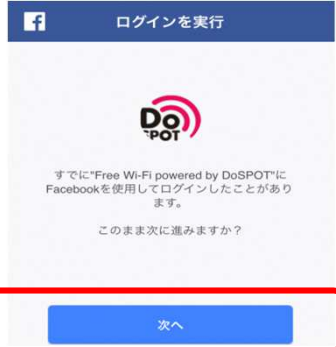 f ログインを実行
Do
SPOT
すでに"Free Wi-Fi powered by DoSPOT"に
Facebookを使用してログインしたことがあり
ます。
このまま次に進みますか？
次へ